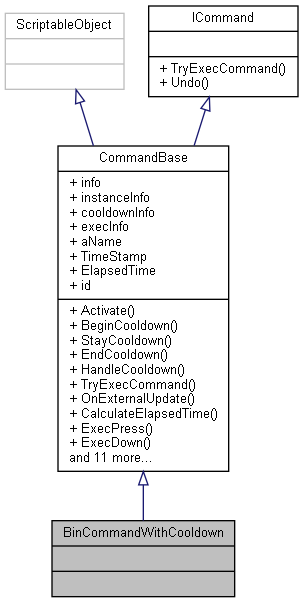 ScriptableObject
ICommand
+ TryExecCommand()
+ Undo()
CommandBase
+ info
+ instanceInfo
+ cooldownInfo
+ execInfo
+ aName
+ TimeStamp
+ ElapsedTime
+ id
+ Activate()
+ BeginCooldown()
+ StayCooldown()
+ EndCooldown()
+ HandleCooldown()
+ TryExecCommand()
+ OnExternalUpdate()
+ CalculateElapsedTime()
+ ExecPress()
+ ExecDown()
and 11 more...
BinCommandWithCooldown